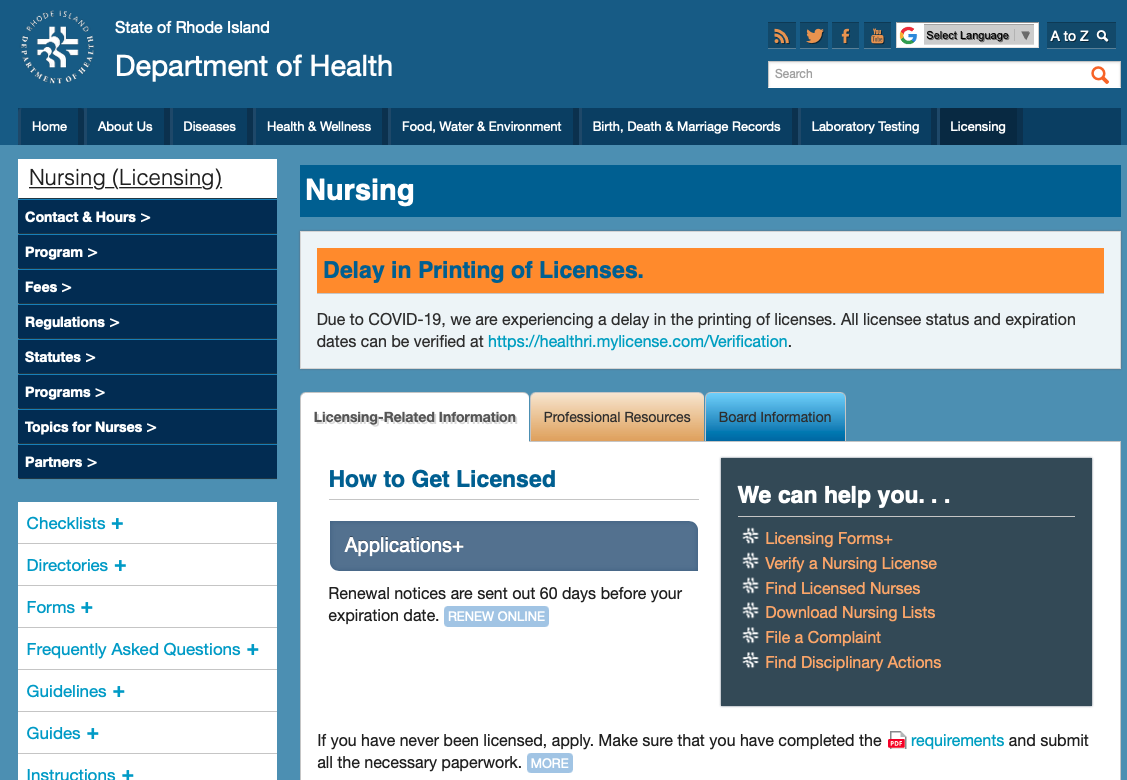 RHODE ISLAND
DEPARTMENT OF HEALTH
State of Rhode Island
Department of Health
Select Language ▼
A to Z
Search
Home
About Us
Diseases
Health & Wellness
Food, Water & Environment
Birth, Death & Marriage Records
Laboratory Testing
Licensing
Nursing (Licensing)
Contact & Hours >
Program >
Fees >
Regulations >
Statutes >
Programs >
Topics for Nurses >
Partners >
Checklists +
Directories +
Forms +
Frequently Asked Questions +
Guidelines +
Guides +
Instructions +
Nursing
Delay in Printing of Licenses.
Due to COVID-19, we are experiencing a delay in the printing of licenses. All licensee status and expiration
dates can be verified at https://healthri.mylicense.com/Verification.
Licensing-Related Information
Professional Resources
Board Information
How to Get Licensed
Applications+
Renewal notices are sent out 60 days before your
expiration date. RENEW ONLINE
We can help you. . .
Licensing Forms+
Verify a Nursing License
Find Licensed Nurses
Download Nursing Lists
File a Complaint
Find Disciplinary Actions
If you have never been licensed, apply. Make sure that you have completed the PDF requirements and submit
all the necessary paperwork. MORE